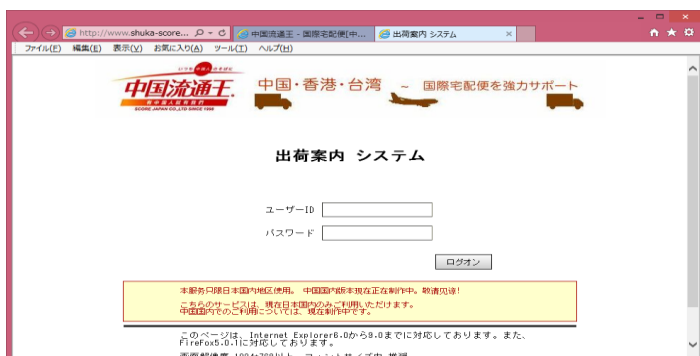 http://www.shuka-score...
中国流通王 - 国際宅配便[中...
出荷案内 システム
ファイル(F) 編集(E) 表示(V) お気に入り(A) ツール(T) ヘルプ(H)
中国流通王.
SCORE JAPAN CO.,LTD SINCE 1998
中国・香港・台湾 ~ 国際宅配便を強力サポート
出荷案内 システム
ユーザーID
パスワード
ログオン
本服务只限日本国内地区使用。 中国国内版本现在正在制作中。敬请见谅!
こちらのサービスは、現在日本国内のみご利用いただけます。
中国国内でのご利用については、現在制作中です。
このページは、Internet Explorer6.0から9.0までに対応しております。また、
FireFox5.0.1に対応しております。